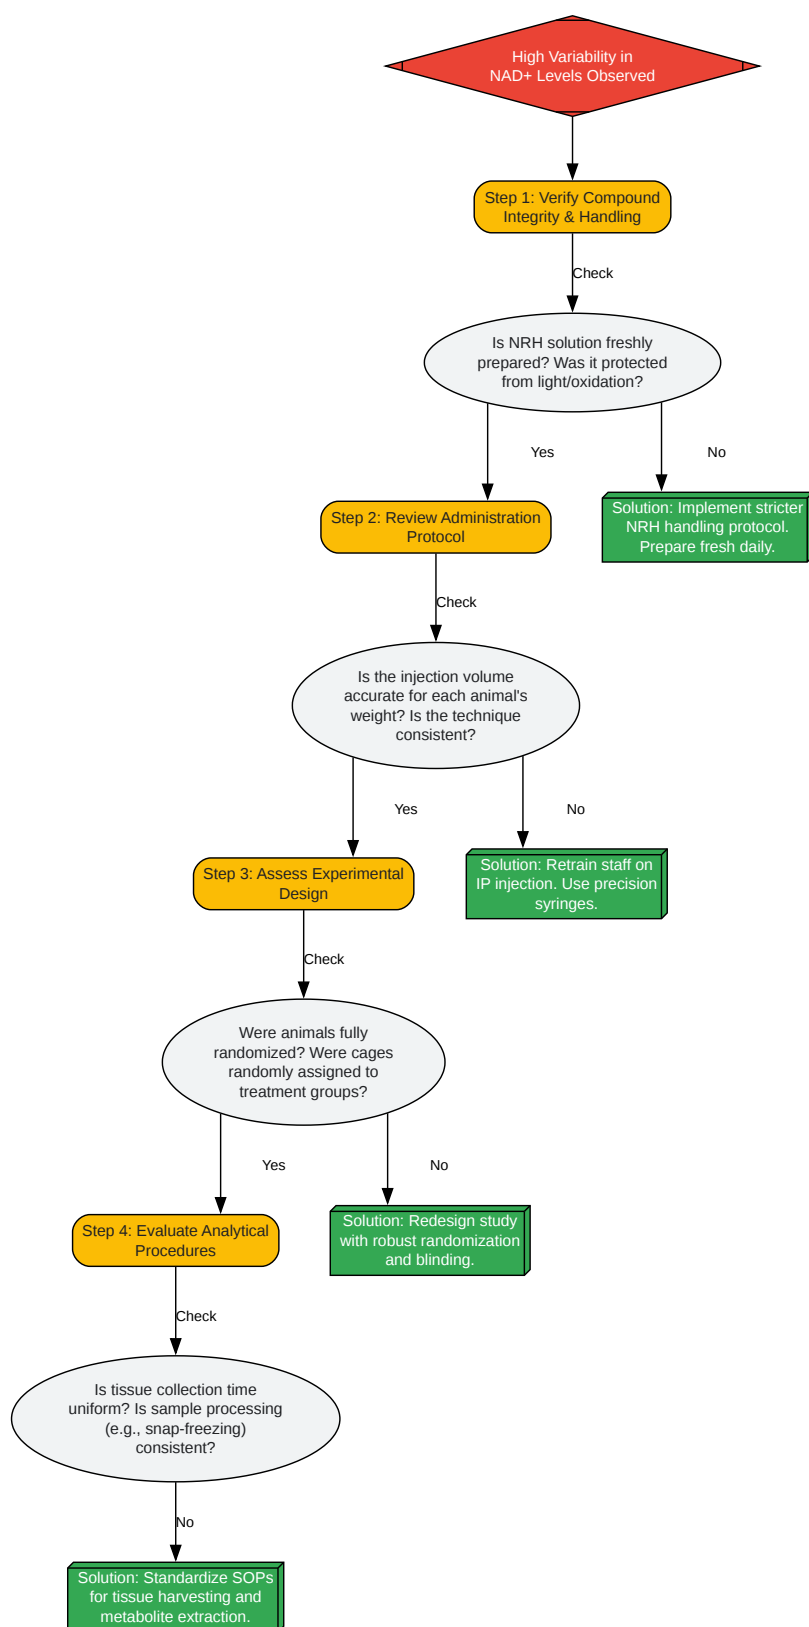 High Variability in
NAD+ Levels Observed
Step 1: Verify Compound
Integrity & Handling
Check
Is NRH solution freshly
prepared? Was it protected
from light/oxidation?
Yes
No
Step 2: Review Administration
Protocol
Solution: Implement stricter
NRH handling protocol.
Prepare fresh daily.
Check
Is the injection volume
accurate for each animal's
weight? Is the technique
consistent?
Yes
No
Step 3: Assess Experimental
Design
Solution: Retrain staff on
IP injection. Use precision
syringes.
Check
Were animals fully
randomized? Were cages
randomly assigned to
treatment groups?
Yes
No
Step 4: Evaluate Analytical
Procedures
Solution: Redesign study
with robust randomization
and blinding.
Check
Is tissue collection time
uniform? Is sample processing
(e.g., snap-freezing)
consistent?
No
Solution: Standardize SOPs
for tissue harvesting and
metabolite extraction.